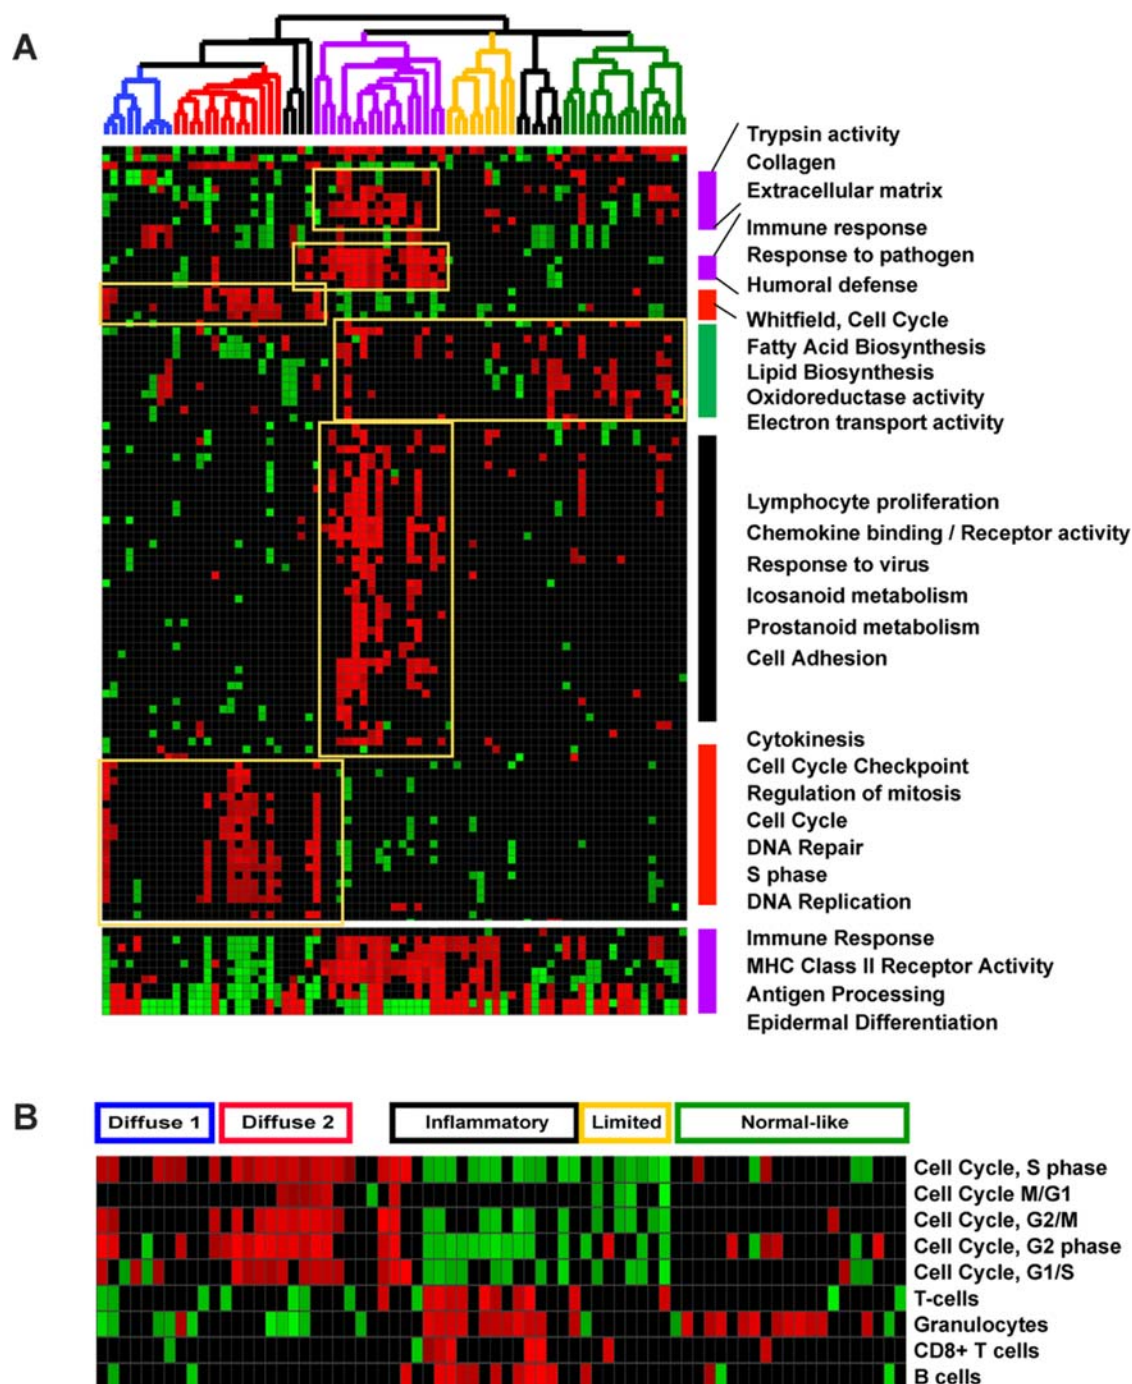 A
Trypsin activity
Collagen
Extracellular matrix
Immune response
Response to pathogen
Humoral defense
Whitfield, Cell Cycle
Fatty Acid Biosynthesis
Lipid Biosynthesis
Oxidoreductase activity
Electron transport activity
Lymphocyte proliferation
Chemokine binding / Receptor activity
Response to virus
Icosanoid metabolism
Prostanoid metabolism
Cell Adhesion
Cytokinesis
Cell Cycle Checkpoint
Regulation of mitosis
Cell Cycle
DNA Repair
S phase
DNA Replication
Immune Response
MHC Class II Receptor Activity
Antigen Processing
Epidermal Differentiation
B
Diffuse 1 Diffuse 2 Inflammatory Limited Normal-like
Cell Cycle, S phase
Cell Cycle M/G1
Cell Cycle, G2/M
Cell Cycle, G2 phase
Cell Cycle, G1/S
T-cells
Granulocytes
CD8+ T cells
B cells